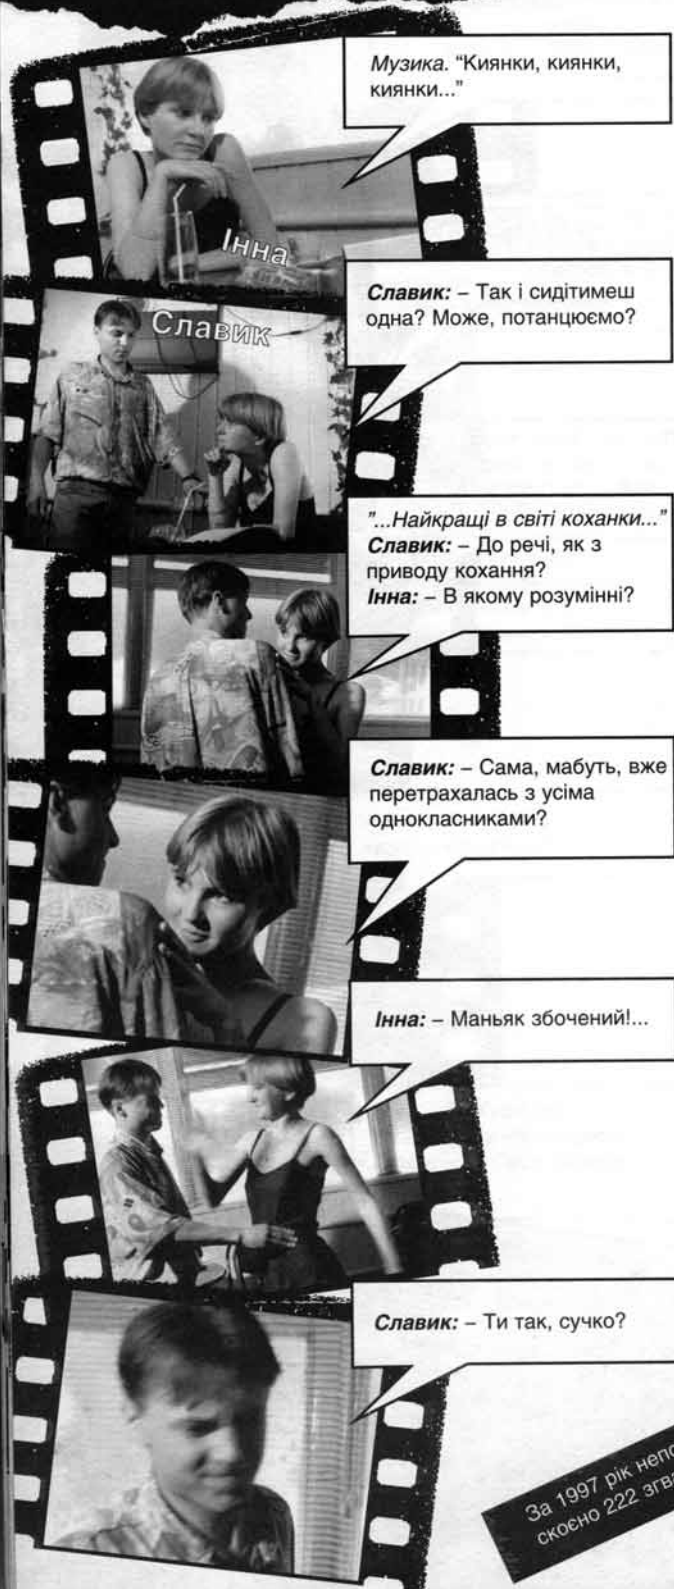 Музика. “Киянки, киянки,
киянки...”
Інна
Славик: – Так і сидітимеш
одна? Може, потанцюємо?
Славик
"...Найкращі в світі коханки..."
Славик: – До речі, як з
приводу кохання?
Інна: – В якому розумінні?
Славик: – Сама, мабуть, вже
перетрахалась з усіма
однокласниками?
Інна: – Маньяк збочений!...
Славик: – Ти так, сучко?
За 1997 рік
скоєно 222